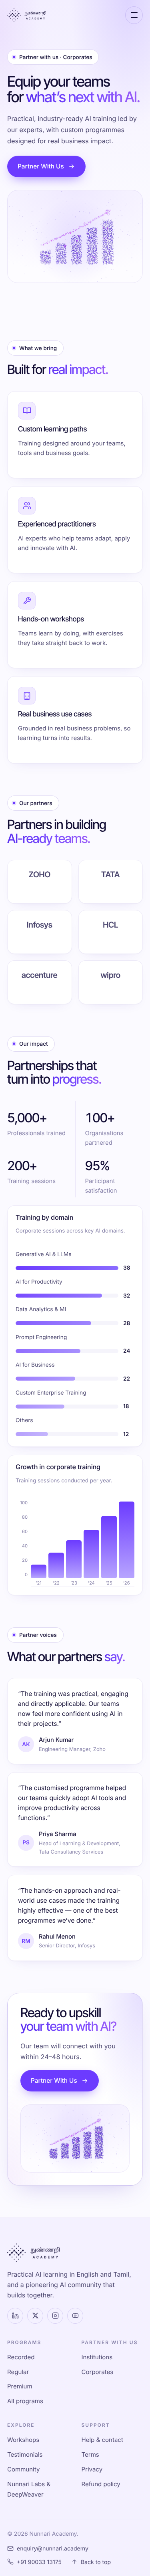 நுண்ணறி
ACADEMY
Partner with us · Corporates
Equip your teams
for what's next with AI.
Practical, industry-ready AI training led by
our experts, with custom programmes
designed for real business impact.
Partner With Us →
What we bring
Built for real impact.
Custom learning paths
Training designed around your teams,
tools and business goals.
Experienced practitioners
AI experts who help teams adapt, apply
and innovate with AI.
Hands-on workshops
Teams learn by doing, with exercises
they take straight back to work.
Real business use cases
Grounded in real business problems, so
learning turns into results.
Our partners
Partners in building
AI-ready teams.
ZOHO
TATA
Infosys
HCL
accenture
wipro
Our impact
Partnerships that
turn into progress.
5,000+
Professionals trained
100+
Organisations
partnered
200+
Training sessions
95%
Participant
satisfaction
Training by domain
Corporate sessions across key AI domains.
Generative AI & LLMs
38
AI for Productivity
32
Data Analytics & ML
28
Prompt Engineering
24
AI for Business
22
Custom Enterprise Training
18
Others
12
Growth in corporate training
Training sessions conducted per year.
100
80
60
40
20
0
'21 '22 '23 '24 '25 '26
Partner voices
What our partners say.
“The training was practical, engaging
and directly applicable. Our teams
now feel more confident using AI in
their projects.”
AK
Arjun Kumar
Engineering Manager, Zoho
“The customised programme helped
our teams quickly adopt AI tools and
improve productivity across
functions.”
PS
Priya Sharma
Head of Learning & Development,
Tata Consultancy Services
“The hands-on approach and real-
world use cases made the training
highly effective — one of the best
programmes we've done.”
RM
Rahul Menon
Senior Director, Infosys
Ready to upskill
your team with AI?
Our team will connect with you
within 24–48 hours.
Partner With Us →
நுண்ணறி
ACADEMY
Practical AI learning in English and Tamil,
and a pioneering AI community that
builds together.
PROGRAMS
Recorded
Regular
Premium
All programs
PARTNER WITH US
Institutions
Corporates
EXPLORE
Workshops
Testimonials
Community
Nunnari Labs &
DeepWeaver
SUPPORT
Help & contact
Terms
Privacy
Refund policy
© 2026 Nunnari Academy.
enquiry@nunnari.academy
+91 90033 13175
↑ Back to top